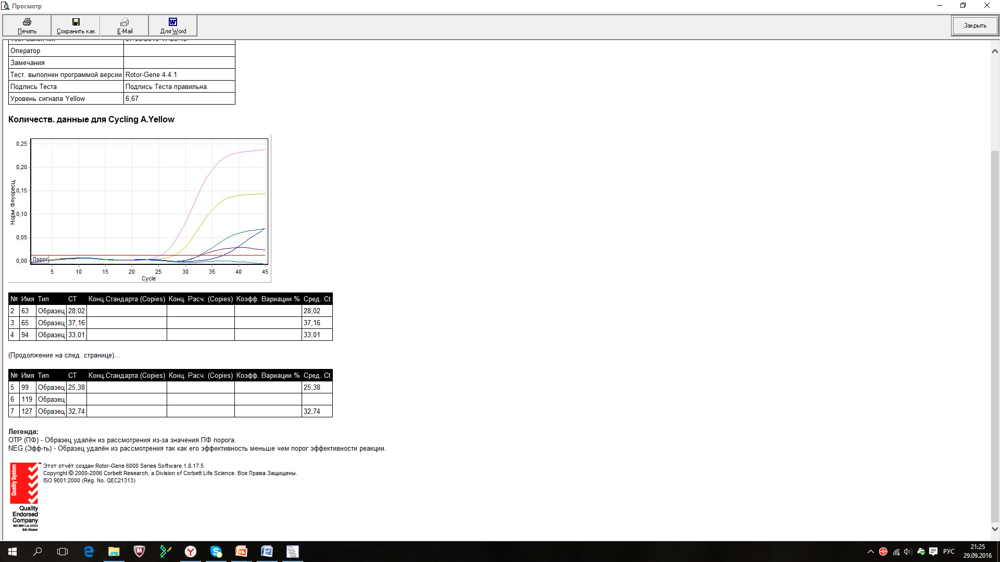 Просмотр
Печать
Сохранить как
E-Mail
Для Word
Закрыть
Оператор
Замечания
Тест. выполнен программой версии Rotor-Gene 4.4.1
Подпись Теста Подпись Теста правильна.
Уровень сигнала Yellow 6,67
Количеств. данные для Cycling A.Yellow
0,25
0,20
0,15
0,10
0,05
0,00
Норм. Флуоресц.
Порог
5 10 15 20 25 30 35 40 45
Cycle
№ Имя Тип CT Конц.Стандарта (Copies) Конц. Расч. (Copies) Коэфф. Вариации % Сред. Ct
2 63 Образец 28,02 28,02
3 65 Образец 37,16 37,16
4 94 Образец 33,01 33,01
(Продолжение на след. странице)...
№ Имя Тип CT Конц.Стандарта (Copies) Конц. Расч. (Copies) Коэфф. Вариации % Сред. Ct
5 99 Образец 25,38 25,38
6 119 Образец
7 127 Образец 32,74 32,74
Легенда:
OTP (ПФ) - Образец удалён из рассмотрения из-за значения ПФ порога.
NEG (Эфф-ть) - Образец удалён из рассмотрения так как его эффективность меньше чем порог эффективности реакции.
Quality System
TM
Quality
Endorsed
Company
ISO 9001 Lic 21313
SAI Global
Этот отчёт создан Rotor-Gene 6000 Series Software 1.8.17.5
Copyright © 2000-2006 Corbett Research, a Division of Corbett Life Science. Все Права Защищены.
ISO 9001:2000 (Reg. No. QEC21313)
РУС
21:25
29.09.2016